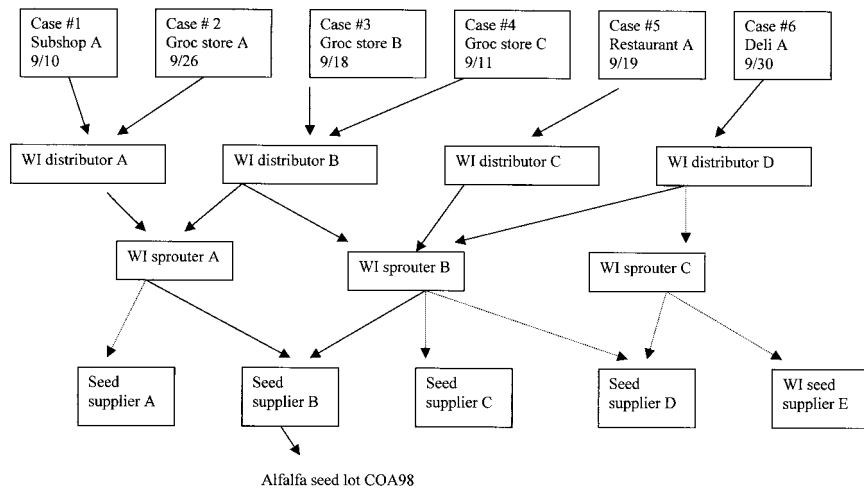 Case #1
Subshop A
9/10
Case # 2
Groc store A
9/26
Case #3
Groc store B
9/18
Case #4
Groc store C
9/11
Case #5
Restaurant A
9/19
Case #6
Deli A
9/30
WI distributor A
WI distributor B
WI distributor C
WI distributor D
WI sprouter A
WI sprouter B
WI sprouter C
Seed
supplier A
Seed
supplier B
Seed
supplier C
Seed
supplier D
WI seed
supplier E
Alfalfa seed lot COA98